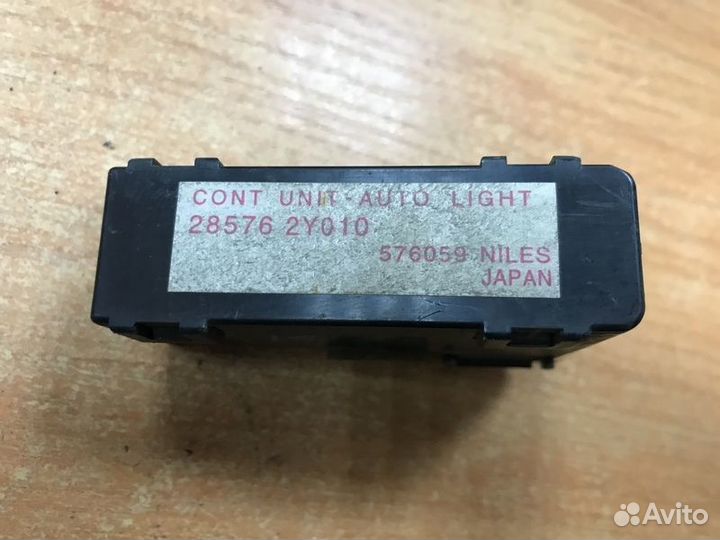 CONT UNIT-AUTO LIGHT
28576 2Y010
576059 NILES
JAPAN
Avito